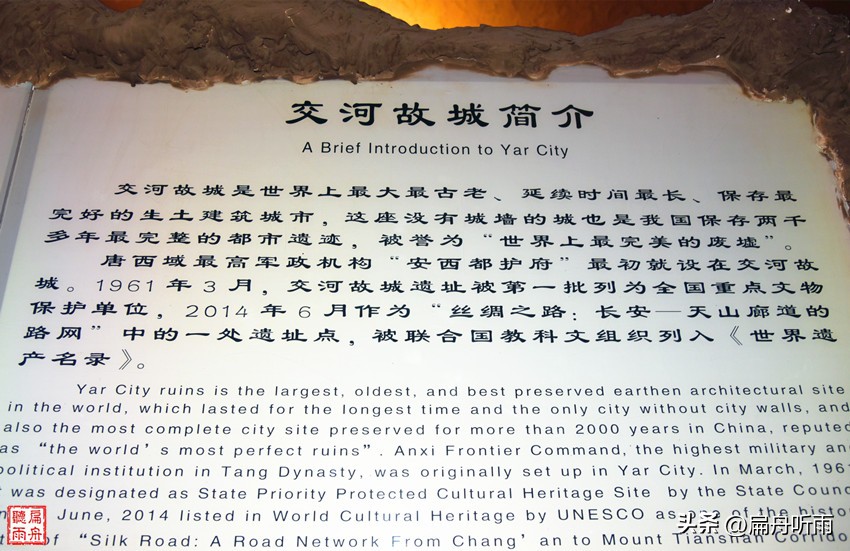 交河故城简介
A Brief Introduction to Yar City
交河故城是世界上最大最古老、延续时间最长、保存最
完好的生土建筑城市，这座没有城墙的城也是我国保存两千
多年最完整的都市遗迹，被誉为“世界上最完美的废墟”。
唐西域最高军政机构“安西都护府”最初就设在交河故
城。1961年3月，交河故城遗址被第一批列为全国重点文物
保护单位，2014年6月作为“丝绸之路：长安—天山廊道的
路网”中的一处遗址点，被联合国教科文组织列入《世界遗
产名录》。
Yar City ruins is the largest, oldest, and best preserved earthen architectural site
in the world, which lasted for the longest time and the only city without city walls, and
also the most complete city site preserved for more than 2000 years in China, reputed
as “the world's most perfect ruins”. Anxi Frontier Command, the highest military an
political institution in Tang Dynasty, was originally set up in Yar City. In March, 1961
t was designated as State Priority Protected Cultural Heritage Site by the State Counc
June, 2014 listed in World Cultural Heritage by UNESCO as one of the histo
of “Silk Road: A Road Network From Chang'an to Mount Tianshan Corridor
扁舟聽雨
头条 @扁舟听雨